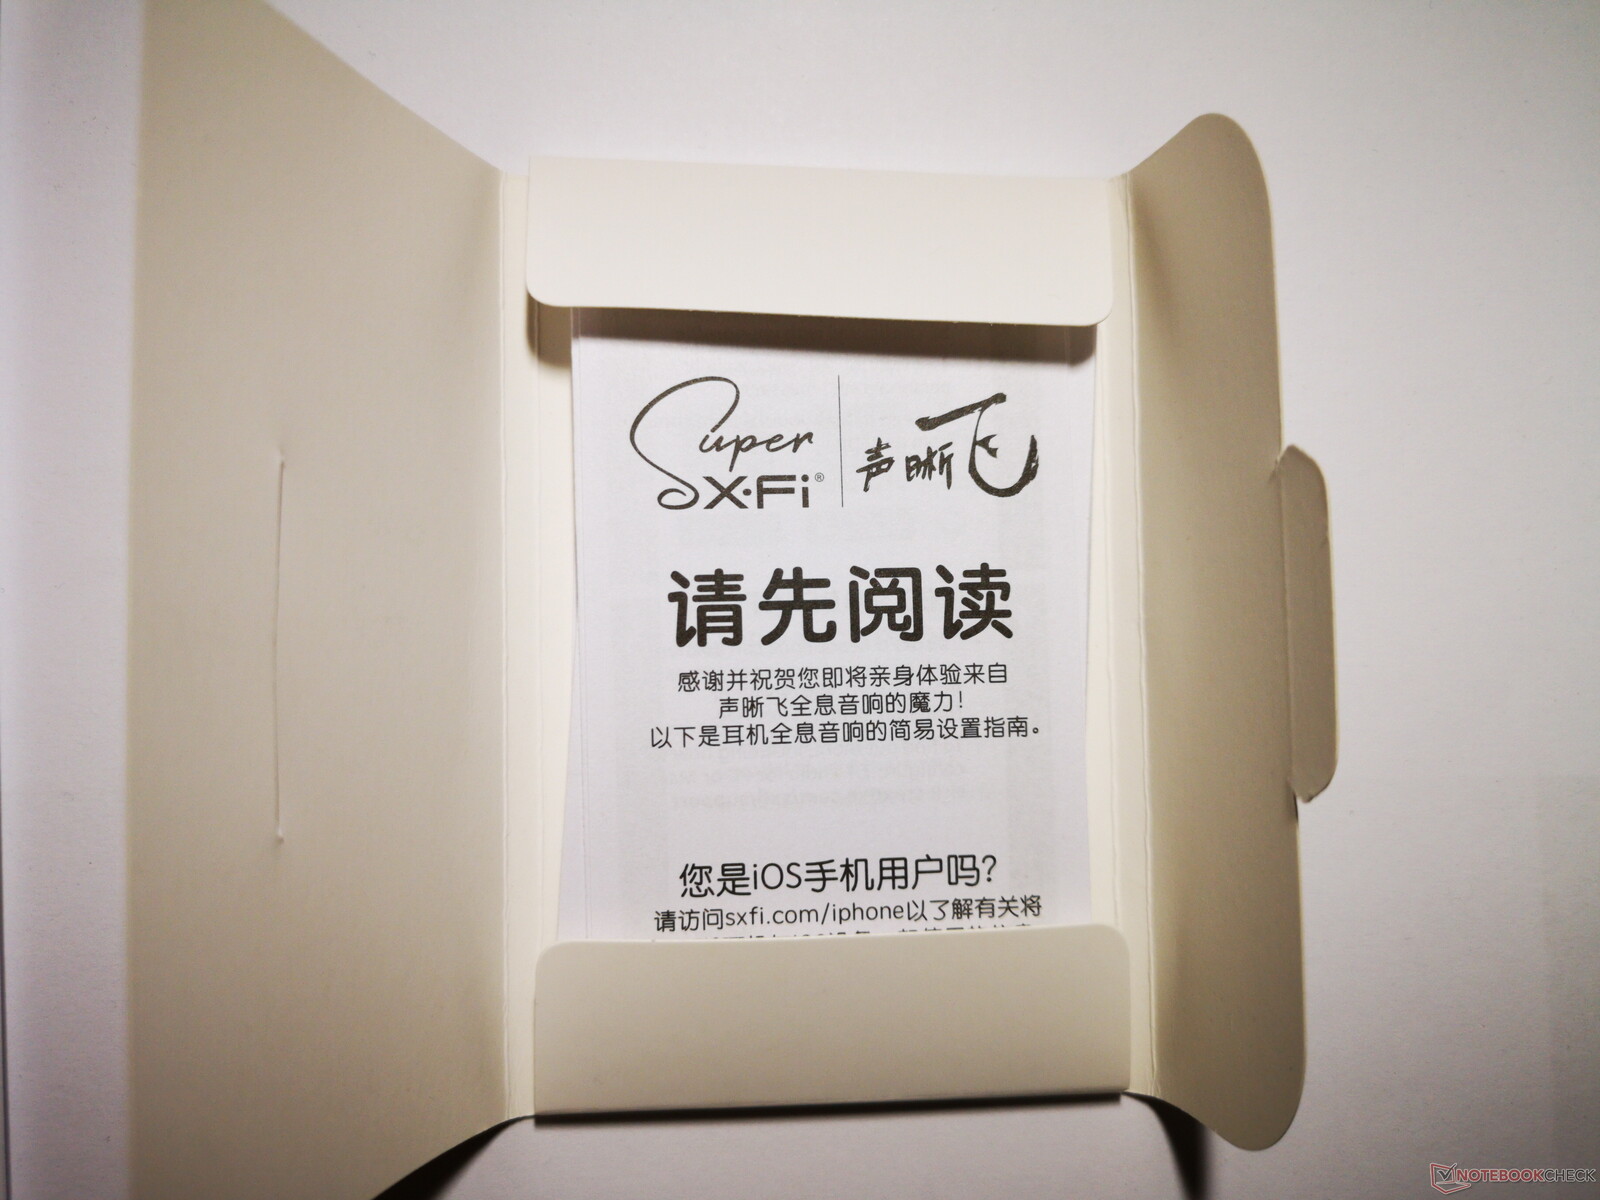 Super
X-Fi®
声晰飞
请先阅读
感谢并祝贺您即将亲身体验来自
声晰飞全息音响的魔力！
以下是耳机全息音响的简易设置指南。
您是iOS手机用户吗？
请访问sxfi.com/iphone以了解有关将
NOTEBOOKCHECK